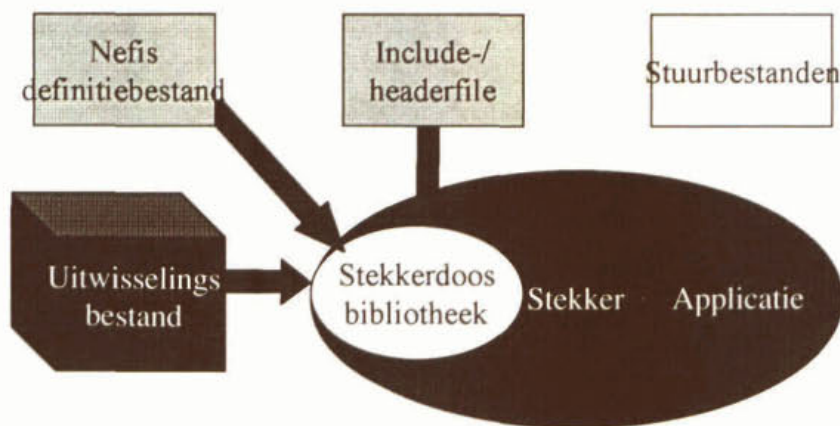 Nefis
definitiebestand
Include-/
headerfile
Stuurbestanden
Uitwisselings
bestand
Stekkerdoos
bibliotheek
Stekker
Applicatie